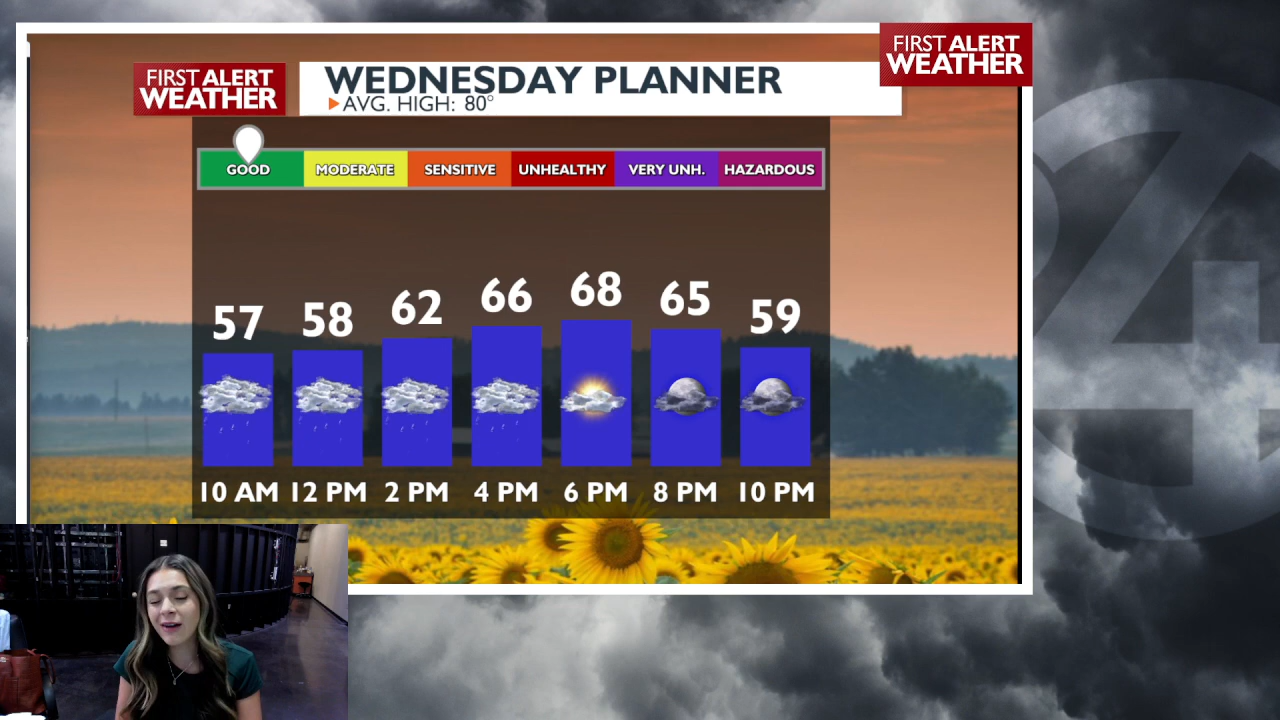 FIRST ALERT
WEATHER
FIRST ALERT
WEATHER
WEDNESDAY PLANNER
AVG. HIGH: 80°
GOOD MODERATE SENSITIVE UNHEALTHY VERY UNH. HAZARDOUS
57 58 62 66 68 65 59
10 AM 12 PM 2 PM 4 PM 6 PM 8 PM 10 PM
4